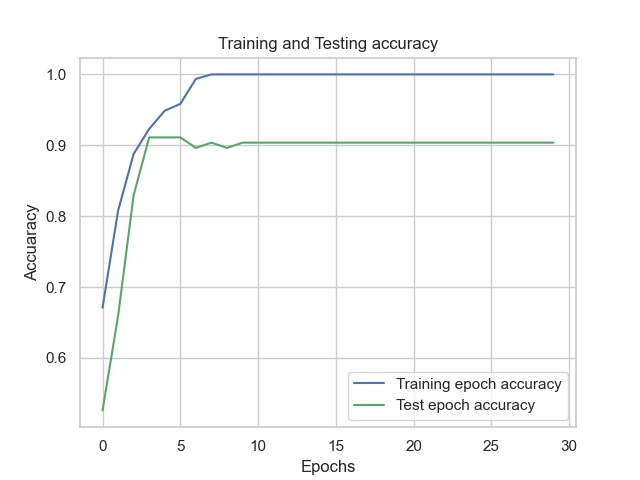 Training and Testing accuracy
1.0
0.9
0.8
0.7
0.6
Accuaracy
Training epoch accuracy
Test epoch accuracy
0 5 10 15 20 25 30
Epochs